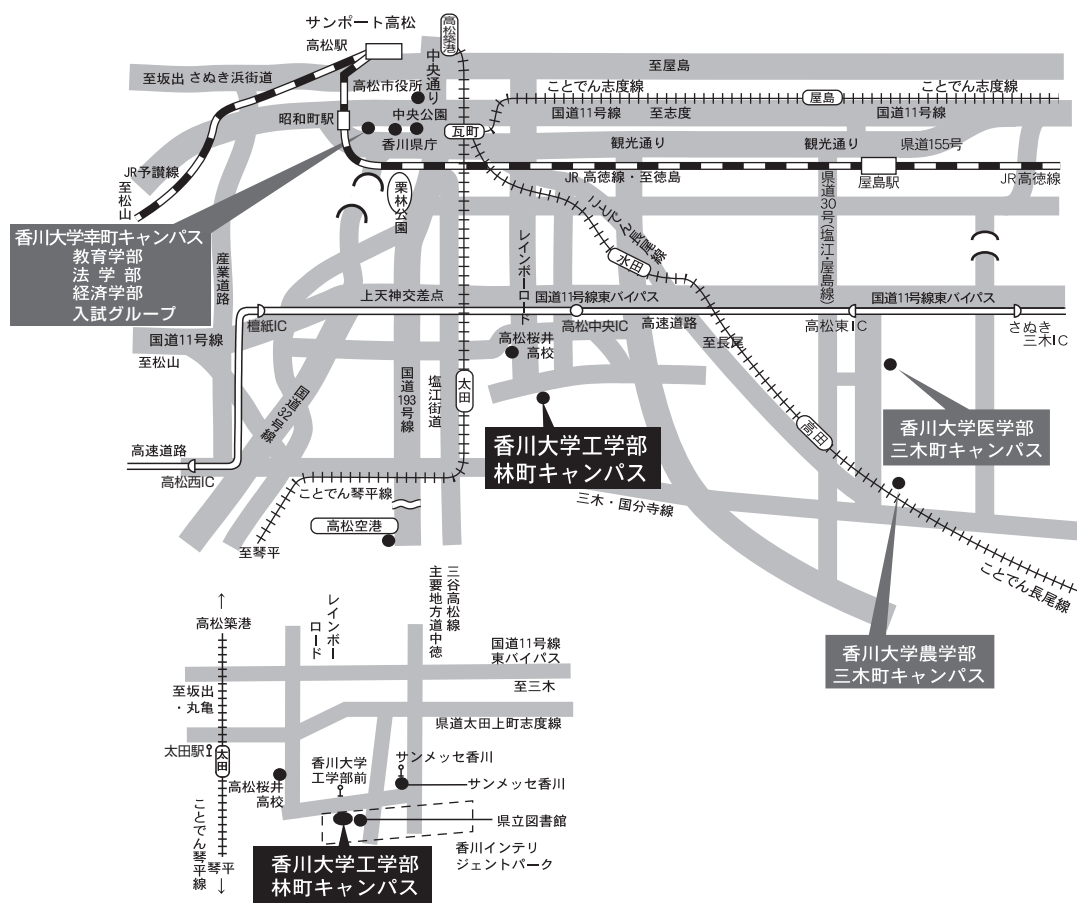 サンポート高松
高松駅
高松築港
中央通り
至坂出 さぬき浜街道
高松市役所
至屋島
ことでん志度線
屋島
ことでん志度線
国道11号線
至志度
国道11号線
昭和町駅
中央公園
香川県庁
瓦町
観光通り
観光通り
県道155号
JR予讃線
至松山
JR高徳線・至徳島
屋島駅
JR高徳線
栗林公園
香川大学幸町キャンパス
教育学部
法学部
経済学部
入試グループ
産業道路
レインボーロード
ことでん長尾線
水田
県道30号(塩江・屋島線)
上天神交差点
国道11号線東バイパス
国道11号線東バイパス
檀紙IC
高松中央IC
高速道路
高松東IC
さぬき
三木IC
国道11号線
至松山
高松桜井
高校
至長尾
国道32号線
国道193号線
塩江街道
太田
高田
香川大学医学部
三木町キャンパス
香川大学工学部
林町キャンパス
高速道路
高松西IC
ことでん琴平線
三木・国分寺線
高松空港
至琴平
ことでん長尾線
香川大学農学部
三木町キャンパス
↑
高松築港
レインボー
ロード
三谷高松線
主要地方道中徳
国道11号線
東バイパス
至三木
至坂出
・丸亀
県道太田上町志度線
太田駅
太田
高松桜井
高校
香川大学
工学部前
サンメッセ香川
サンメッセ香川
県立図書館
香川インテリ
ジェントパーク
ことでん琴平線
琴平
↓
香川大学工学部
林町キャンパス